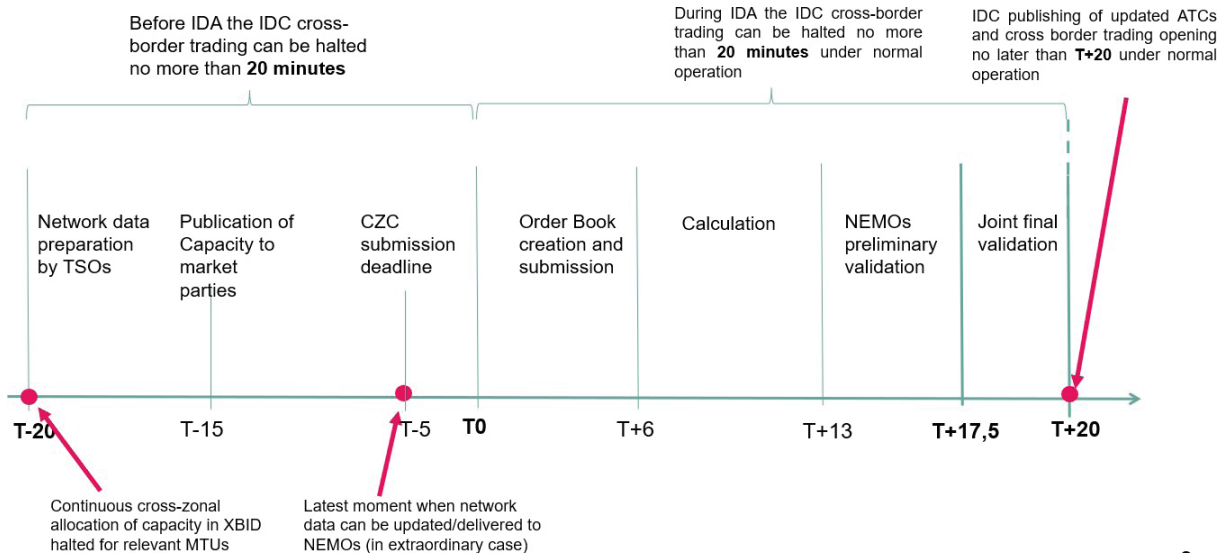 Before IDA the IDC cross-
border trading can be halted
no more than 20 minutes
During IDA the IDC cross-border
trading can be halted no more
than 20 minutes under normal
operation
IDC publishing of updated ATCs
and cross border trading opening
no later than T+20 under normal
operation
Network data
preparation
by TSOs
Publication of
Capacity to
market
parties
CZC
submission
deadline
Order Book
creation and
submission
Calculation
NEMOs
preliminary
validation
Joint final
validation
T-20
T-15
T-5
T0
T+6
T+13
T+17,5
T+20
Continuous cross-zonal
allocation of capacity in XBID
halted for relevant MTUs
Latest moment when network
data can be updated/delivered to
NEMOs (in extraordinary case)